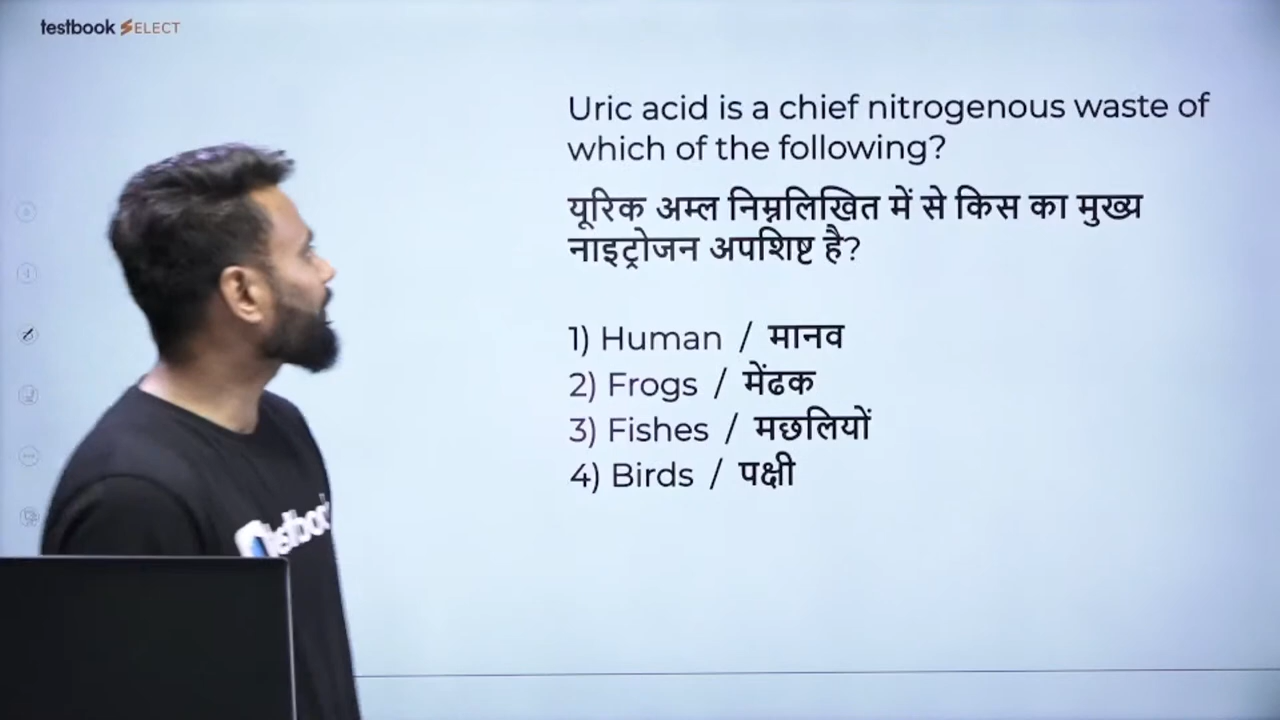 testbook SELECT
Uric acid is a chief nitrogenous waste of
which of the following?
यूरिक अम्ल निम्नलिखित में से किस का मुख्य
नाइट्रोजन अपशिष्ट है?
1) Human / मानव
2) Frogs / मेंढक
3) Fishes / मछलियों
4) Birds / पक्षी
testbook